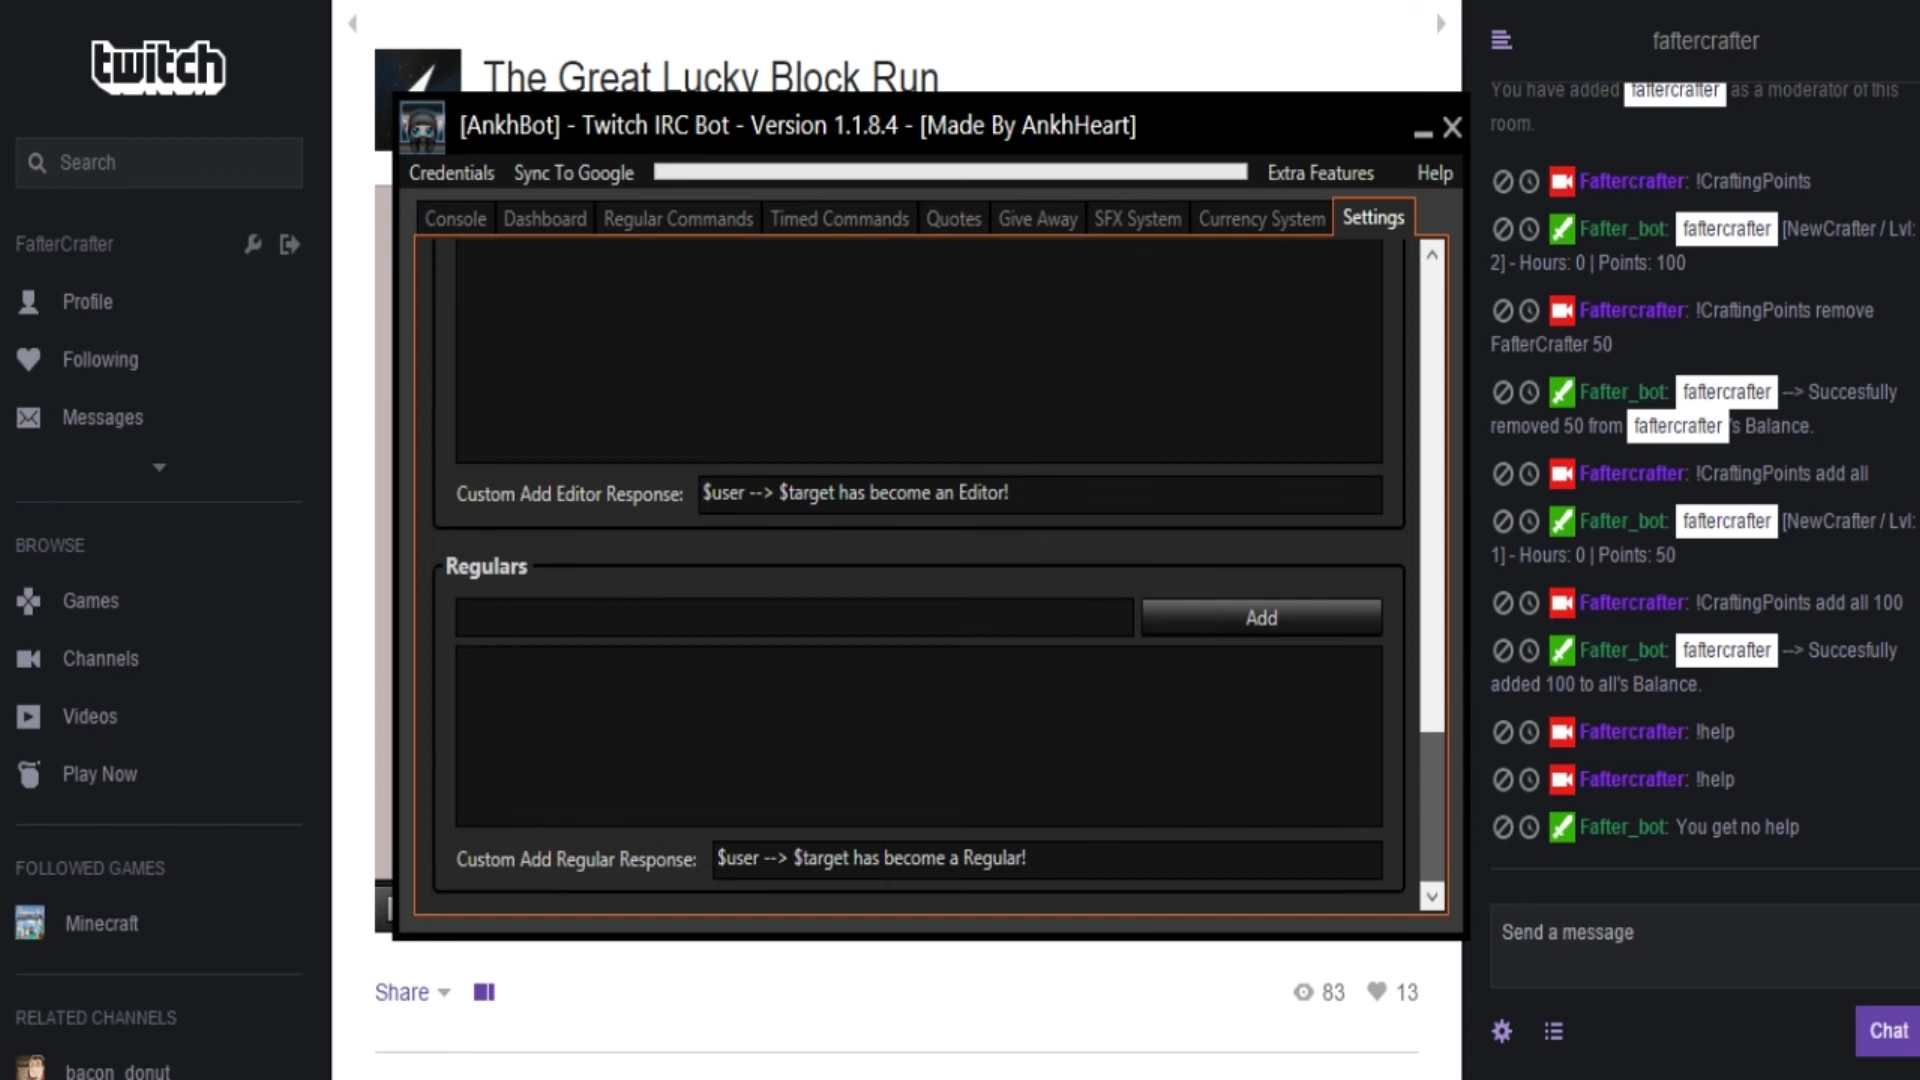 twitch
Search
FafterCrafter
Profile
Following
Messages
BROWSE
Games
Channels
Videos
Play Now
FOLLOWED GAMES
Minecraft
RELATED CHANNELS
bacon_donut
The Great Lucky Block Run
[AnkhBot] - Twitch IRC Bot - Version 1.1.8.4 - [Made By AnkhHeart]
Credentials Sync To Google Extra Features Help
Console Dashboard Regular Commands Timed Commands Quotes Give Away SFX System Currency System Settings
Custom Add Editor Response: $user --> $target has become an Editor!
Regulars
Add
Custom Add Regular Response: $user --> $target has become a Regular!
Share 83 13
faftercrafter
You have added faftercrafter as a moderator of this
room.
Faftercrafter: !CraftingPoints
Fafter_bot: faftercrafter [NewCrafter / Lvl:
2] - Hours: 0 | Points: 100
Faftercrafter: !CraftingPoints remove
FafterCrafter 50
Fafter_bot: faftercrafter --> Succesfully
removed 50 from faftercrafter 's Balance.
Faftercrafter: !CraftingPoints add all
Fafter_bot: faftercrafter [NewCrafter / Lvl:
1] - Hours: 0 | Points: 50
Faftercrafter: !CraftingPoints add all 100
Fafter_bot: faftercrafter --> Succesfully
added 100 to all's Balance.
Faftercrafter: !help
Faftercrafter: !help
Fafter_bot: You get no help
Send a message
Chat